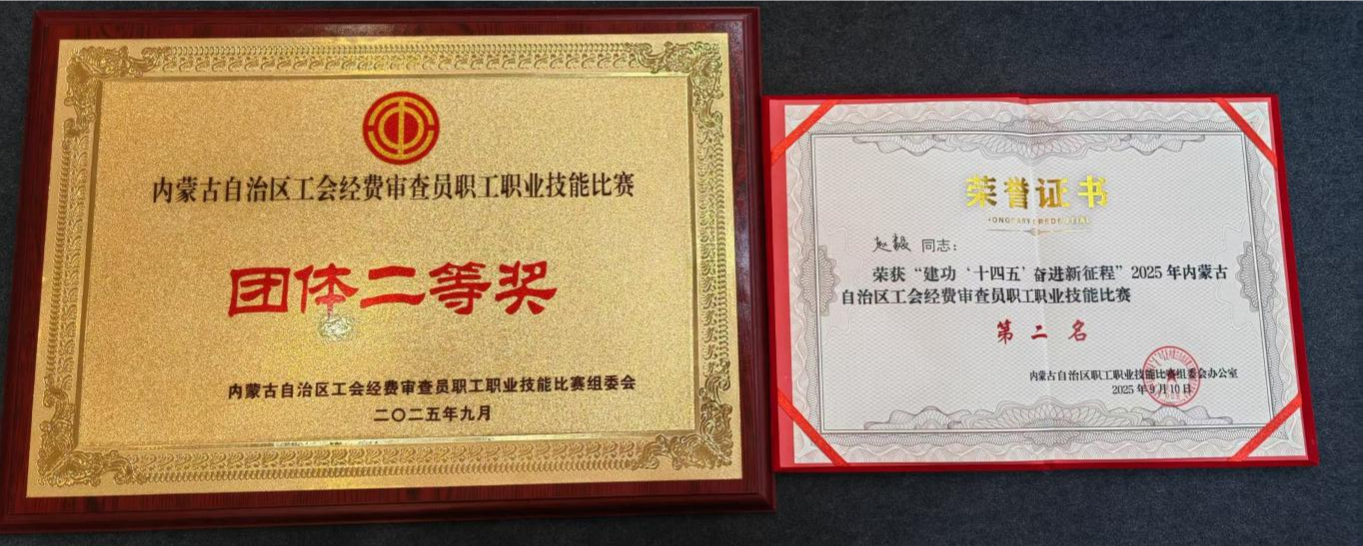 内蒙古自治区工会经费审查员职工职业技能比赛
团体二等奖
内蒙古自治区工会经费审查员职工职业技能比赛组委会
二〇二五年九月
荣誉证书
HONORARY CREDENTIAL
赵毅 同志：
荣获“建功‘十四五’奋进新征程”2025年内蒙古
自治区工会经费审查员职工职业技能比赛
第二名
内蒙古自治区职工职业技能比赛组委会办公室
2025年9月10日